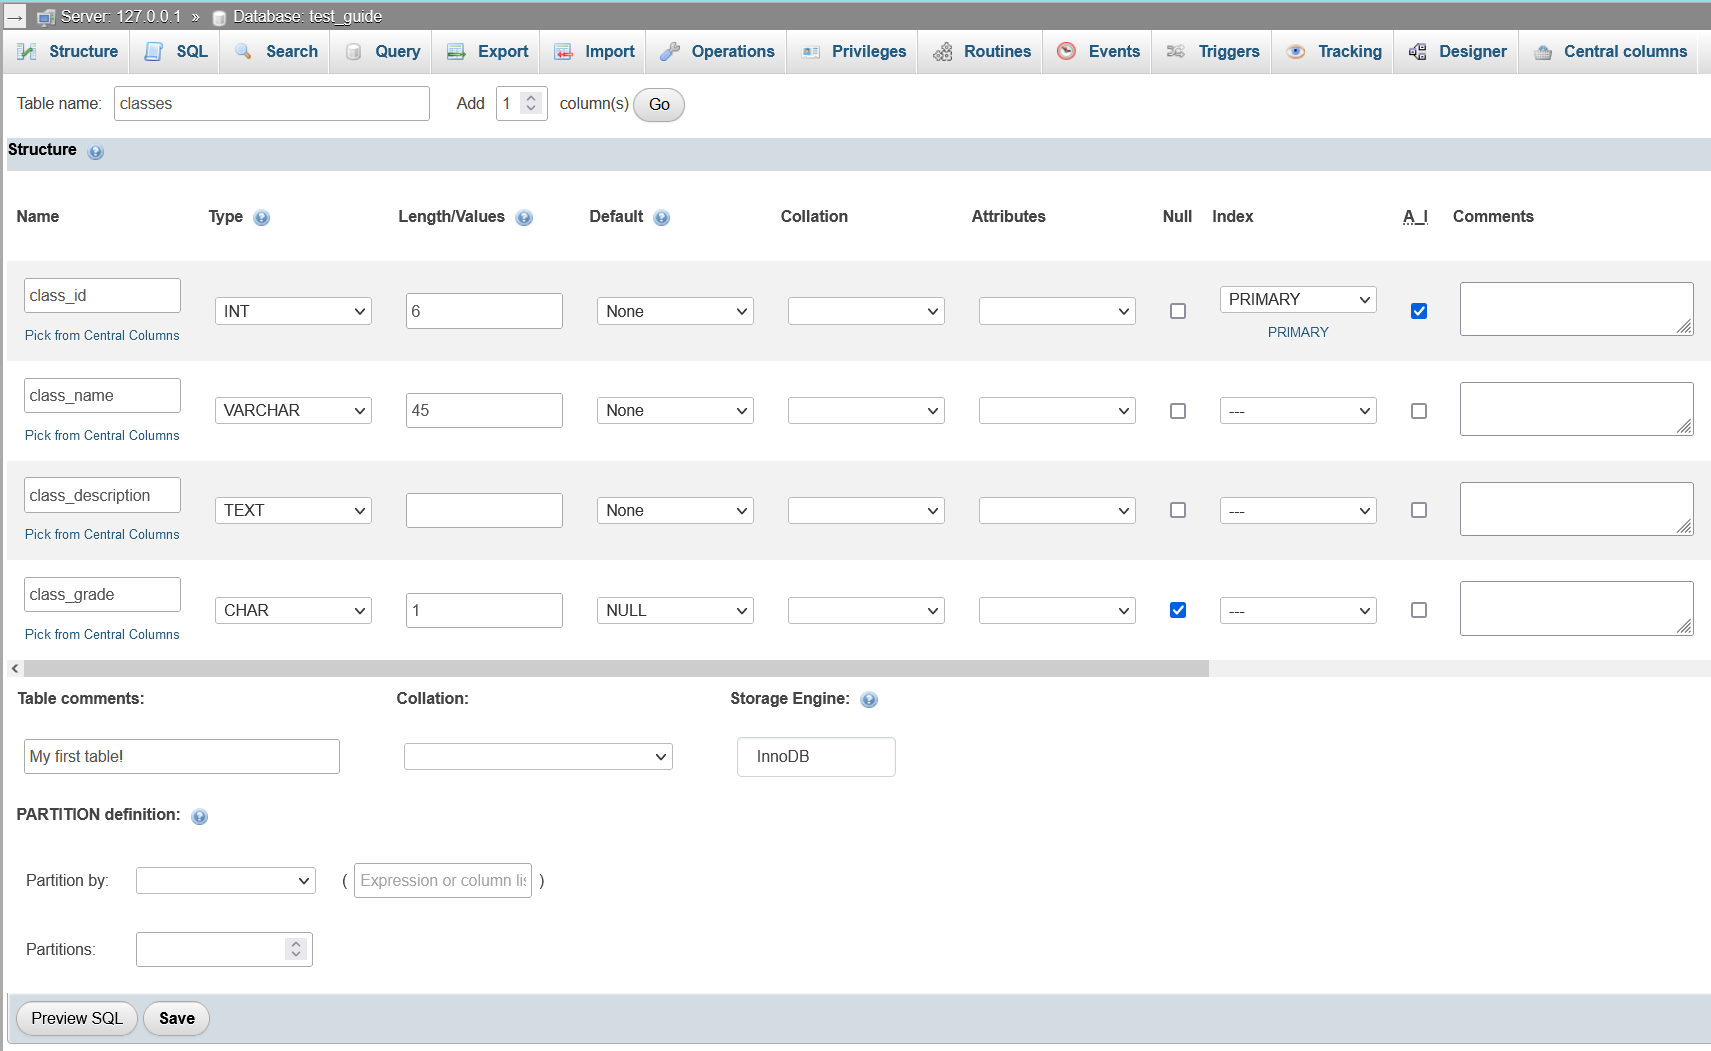 → Server: 127.0.0.1 » Database: test_guide
Structure SQL Search Query Export Import Operations Privileges Routines Events Triggers Tracking Designer Central columns
Table name: classes Add 1 column(s) Go
Structure
Name Type Length/Values Default Collation Attributes Null Index A_I Comments
class_id INT 6 None PRIMARY
Pick from Central Columns PRIMARY
class_name VARCHAR 45 None ---
Pick from Central Columns
class_description TEXT None ---
Pick from Central Columns
class_grade CHAR 1 NULL ---
Pick from Central Columns
Table comments: Collation: Storage Engine:
My first table! InnoDB
PARTITION definition:
Partition by: ( Expression or column lis )
Partitions:
Preview SQL Save